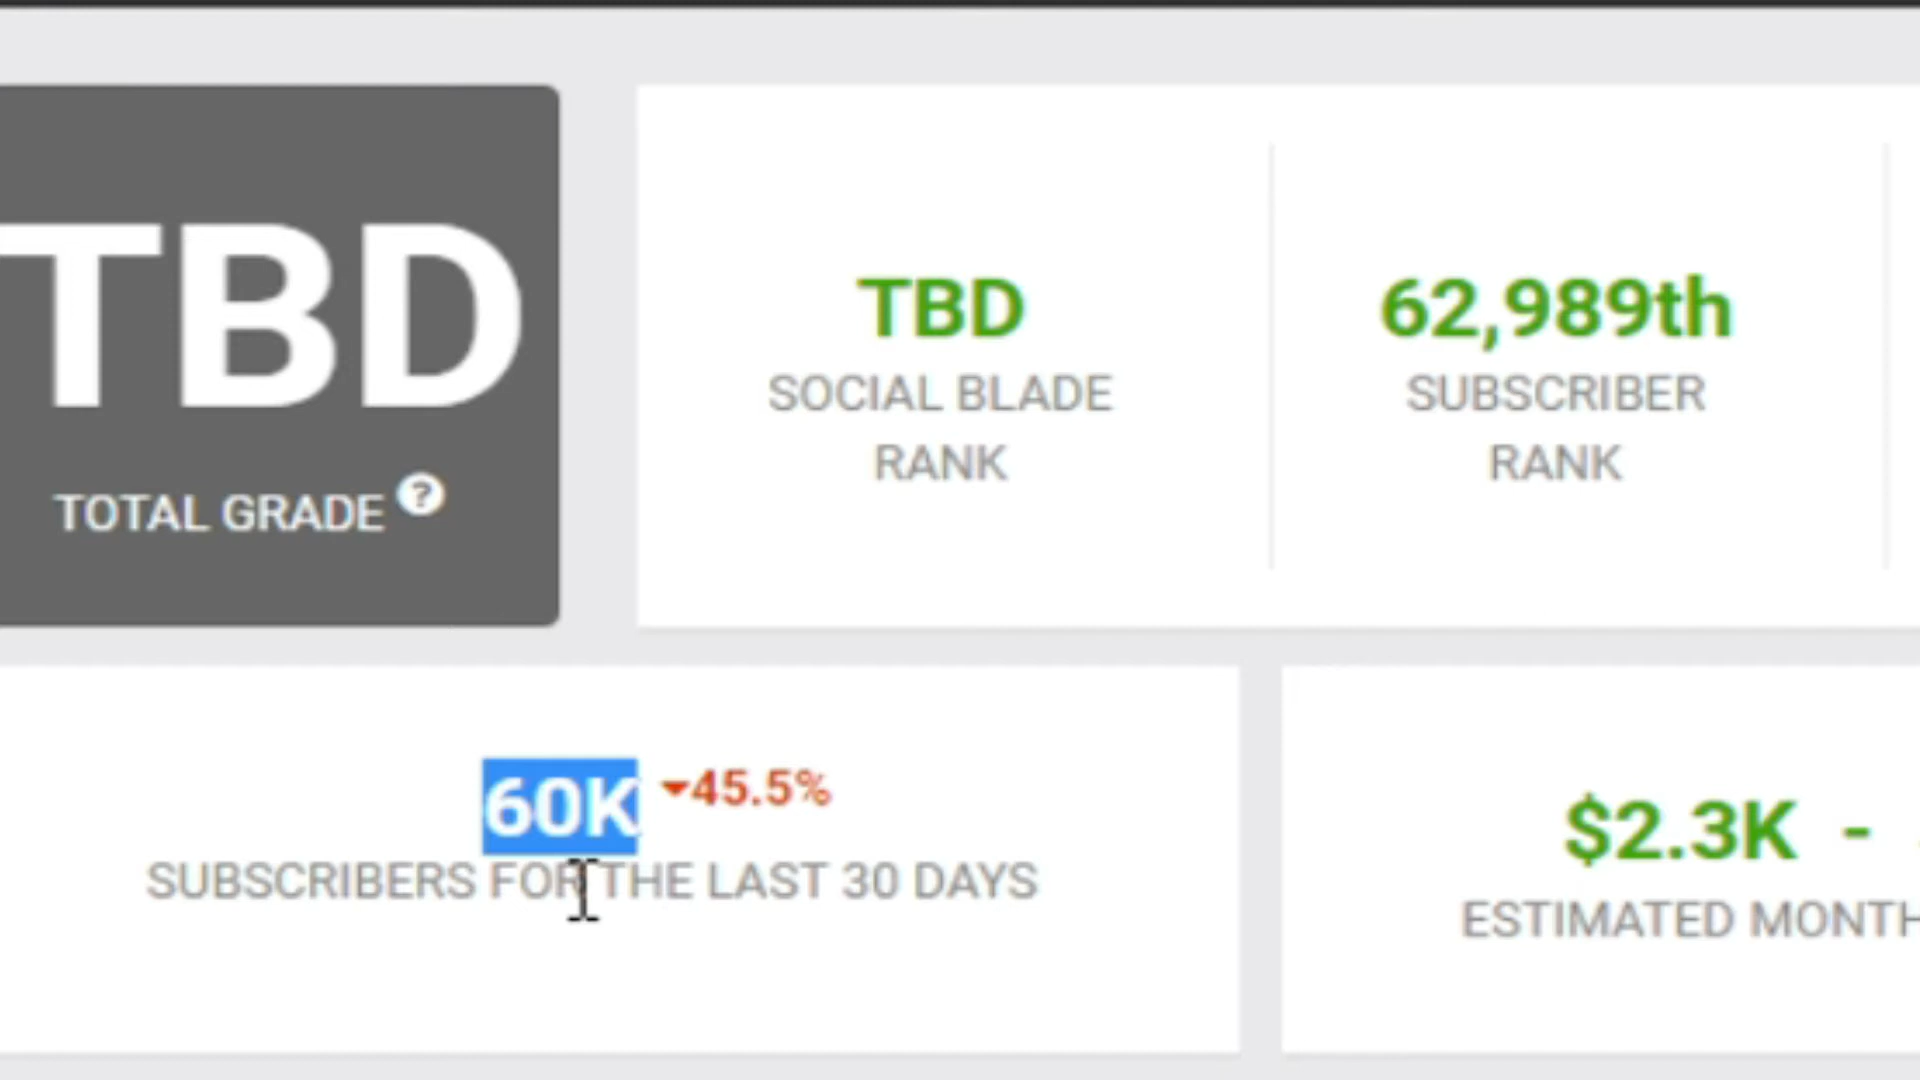 TBD
TOTAL GRADE ?
TBD
SOCIAL BLADE
RANK
62,989th
SUBSCRIBER
RANK
60K 45.5%
SUBSCRIBERS FOR THE LAST 30 DAYS
$2.3K -
ESTIMATED MONTH